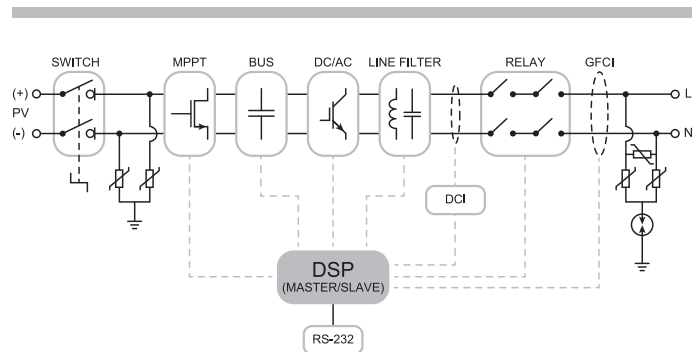 SWITCH MPPT BUS DC/AC LINE FILTER RELAY GFCI
(+) L
PV
(-) N
DCI
DSP
(MASTER/SLAVE)
RS-232